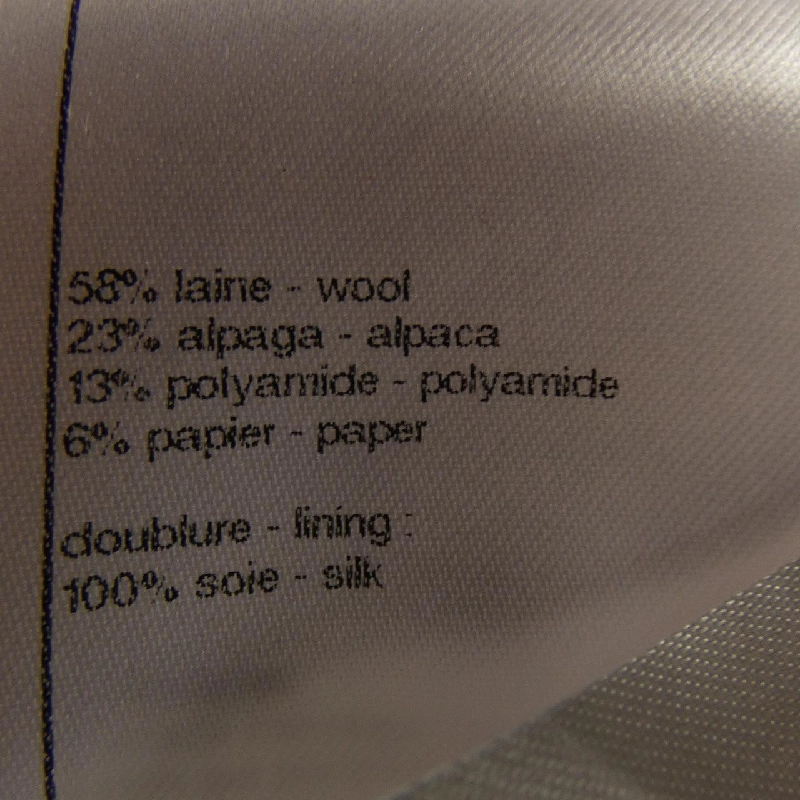 58% laine - wool
23% alpaga - alpaca
13% polyamide - polyamide
6% papier - paper
doublure - lining :
100% soie - silk